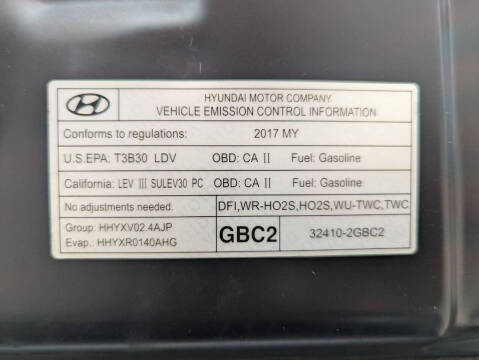 HYUNDAI MOTOR COMPANY
VEHICLE EMISSION CONTROL INFORMATION
Conforms to regulations: 2017 MY
U.S.EPA: T3B30 LDV OBD: CA II Fuel: Gasoline
California: LEV III SULEV30 PC OBD: CA II Fuel: Gasoline
No adjustments needed. DFI,WR-HO2S,HO2S,WU-TWC,TWC
Group: HHYXV02.4AJP
Evap.: HHYXR0140AHG
GBC2 32410-2GBC2